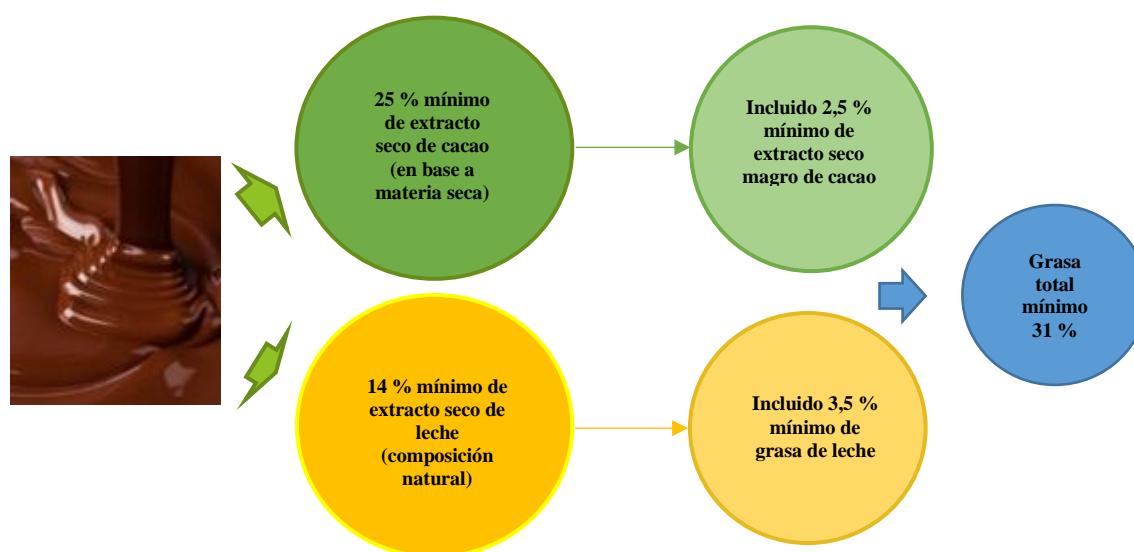 25 % mínimo
de extracto
seco de cacao
(en base a
materia seca)
Incluido 2,5 %
mínimo de
extracto seco
magro de cacao
14 % mínimo de
extracto seco de
leche
(composición
natural)
Incluido 3,5 %
mínimo de
grasa de leche
Grasa
total
mínimo
31 %